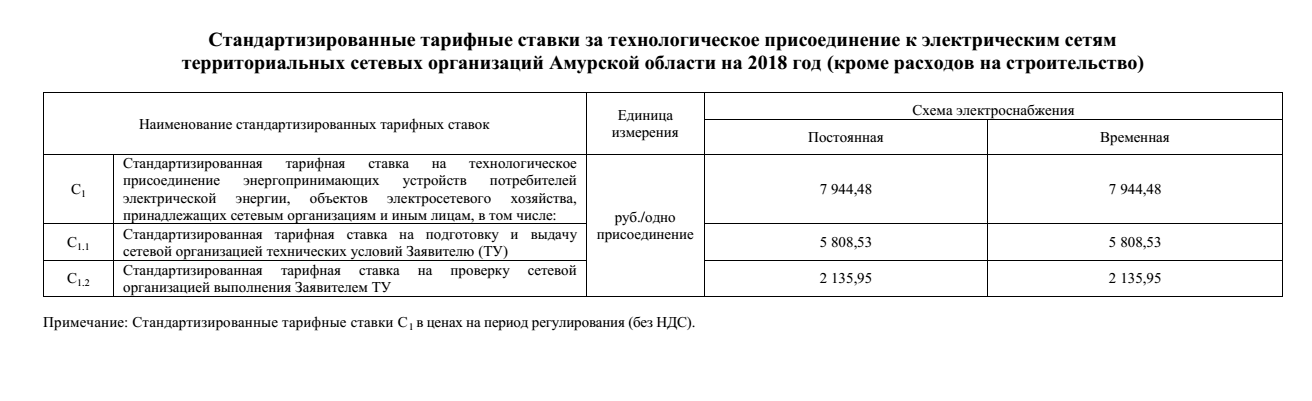 Стандартизированные тарифные ставки за технологическое присоединение к электрическим сетям
территориальных сетевых организаций Амурской области на 2018 год (кроме расходов на строительство)
Наименование стандартизированных тарифных ставок
Единица
измерения
Схема электроснабжения
Постоянная
Временная
С1
Стандартизированная тарифная ставка на технологическое
присоединение энергопринимающих устройств потребителей
электрической энергии, объектов электросетевого хозяйства,
принадлежащих сетевым организациям и иным лицам, в том числе:
руб./одно
присоединение
7 944,48
7 944,48
С1.1
Стандартизированная тарифная ставка на подготовку и выдачу
сетевой организацией технических условий Заявителю (ТУ)
5 808,53
5 808,53
С1.2
Стандартизированная тарифная ставка на проверку сетевой
организацией выполнения Заявителем ТУ
2 135,95
2 135,95
Примечание: Стандартизированные тарифные ставки С1 в ценах на период регулирования (без НДС).